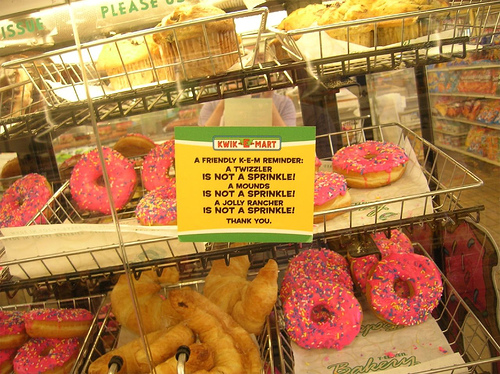 ISSUE
PLEASE U
KWIK-E-MART
A FRIENDLY K-E-M REMINDER:
A TWIZZLER
IS NOT A SPRINKLE!
A MOUNDS
IS NOT A SPRINKLE!
A JOLLY RANCHER
IS NOT A SPRINKLE!
THANK YOU.
Bakery